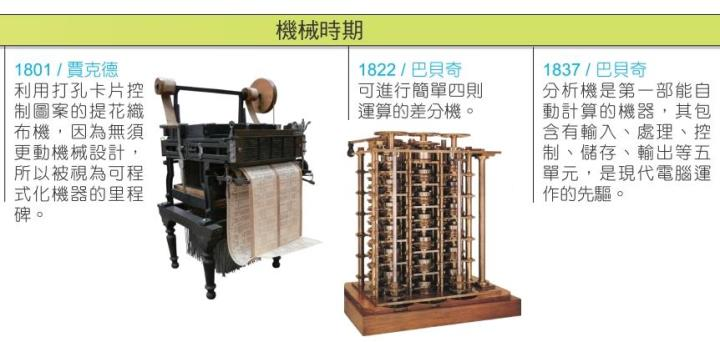 機械時期
1801 / 賈克德
利用打孔卡片控
制圖案的提花織
布機，因為無須
更動機械設計，
所以被視為可程
式化機器的里程
碑。
1822 / 巴貝奇
可進行簡單四則
運算的差分機。
1837 / 巴貝奇
分析機是第一部能自
動計算的機器，其包
含有輸入、處理、控
制、儲存、輸出等五
單元，是現代電腦運
作的先驅。